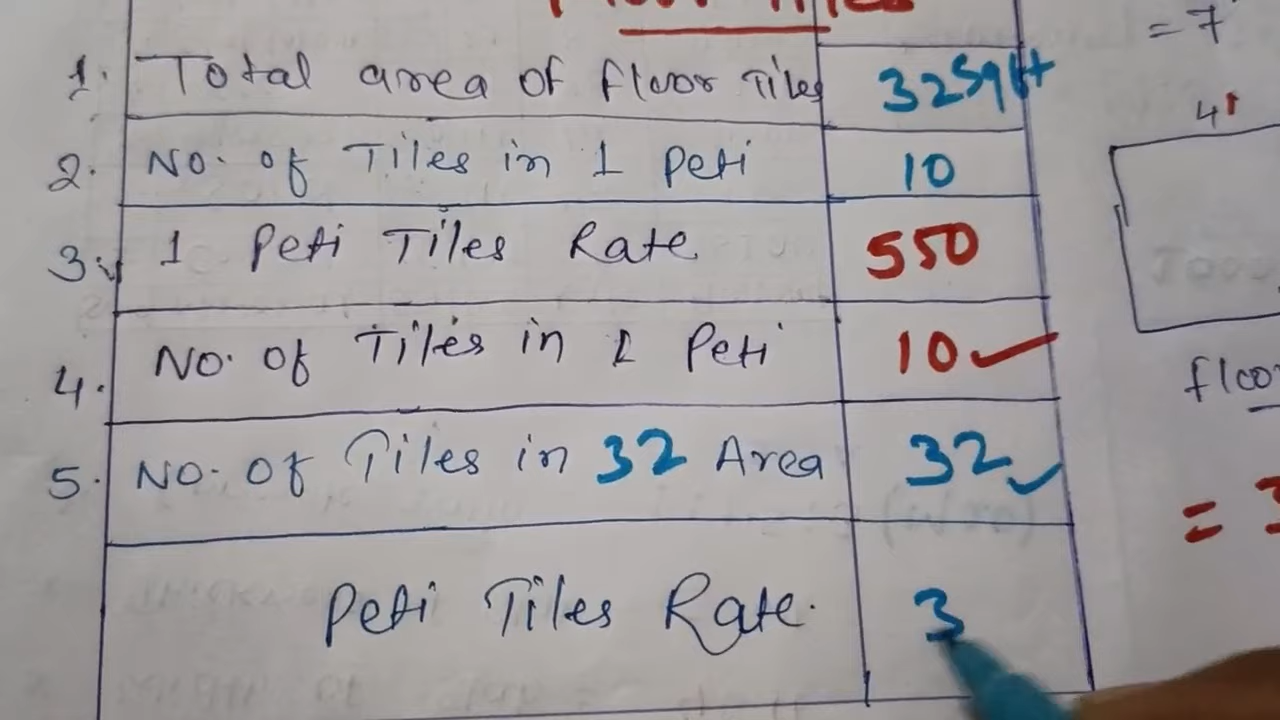 1. Total area of floor Tiles 32Sqft
2. No. of Tiles in 1 Peti 10
3. 1 Peti Tiles Rate 550
4. No. of Tiles in 1 Peti 10
5. No. of Tiles in 32 Area 32
Peti Tiles Rate. 3
= 7
4'